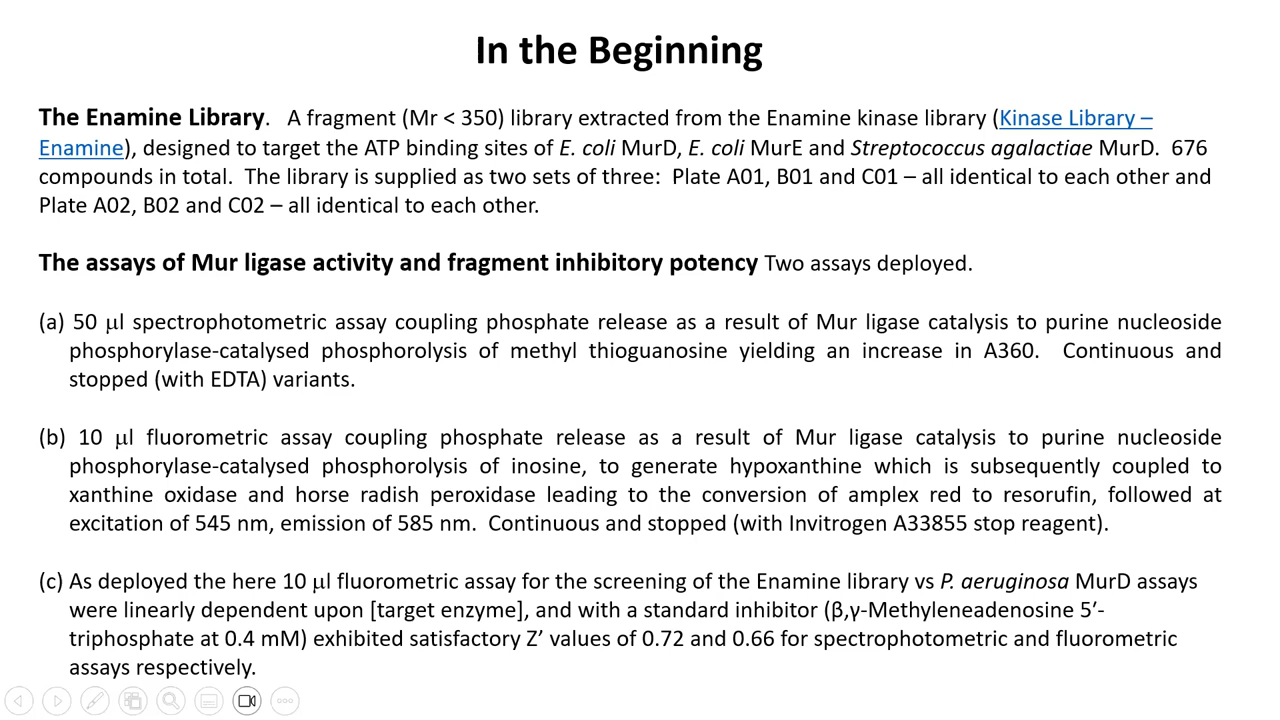 In the Beginning
The Enamine Library. A fragment (Mr < 350) library extracted from the Enamine kinase library (Kinase Library –
Enamine), designed to target the ATP binding sites of E. coli MurD, E. coli MurE and Streptococcus agalactiae MurD. 676
compounds in total. The library is supplied as two sets of three: Plate A01, B01 and C01 – all identical to each other and
Plate A02, B02 and C02 – all identical to each other.
The assays of Mur ligase activity and fragment inhibitory potency Two assays deployed.
(a) 50 μl spectrophotometric assay coupling phosphate release as a result of Mur ligase catalysis to purine nucleoside
phosphorylase-catalysed phosphorolysis of methyl thioguanosine yielding an increase in A360. Continuous and
stopped (with EDTA) variants.
(b) 10 μl fluorometric assay coupling phosphate release as a result of Mur ligase catalysis to purine nucleoside
phosphorylase-catalysed phosphorolysis of inosine, to generate hypoxanthine which is subsequently coupled to
xanthine oxidase and horse radish peroxidase leading to the conversion of amplex red to resorufin, followed at
excitation of 545 nm, emission of 585 nm. Continuous and stopped (with Invitrogen A33855 stop reagent).
(c) As deployed the here 10 μl fluorometric assay for the screening of the Enamine library vs P. aeruginosa MurD assays
were linearly dependent upon [target enzyme], and with a standard inhibitor (β,γ-Methyleneadenosine 5′-
triphosphate at 0.4 mM) exhibited satisfactory Z’ values of 0.72 and 0.66 for spectrophotometric and fluorometric
assays respectively.